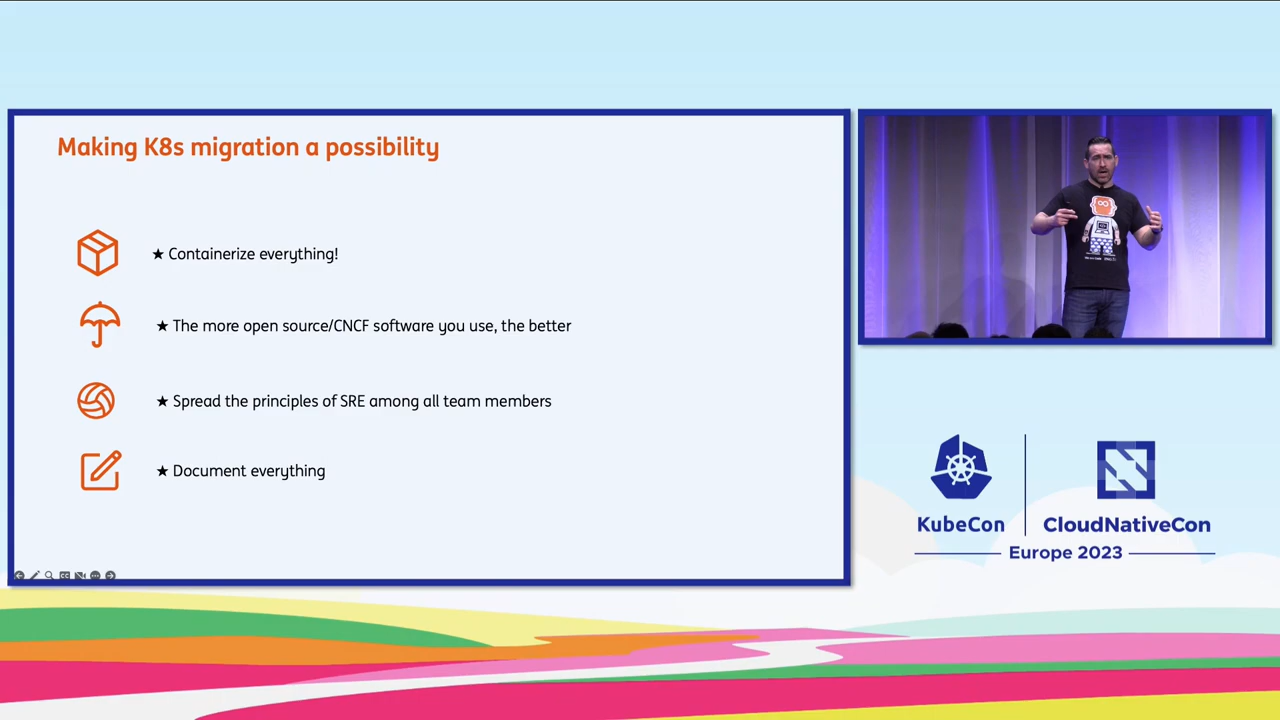 Making K8s migration a possibility
★ Containerize everything!
★ The more open source/CNCF software you use, the better
★ Spread the principles of SRE among all team members
★ Document everything
KubeCon
CloudNativeCon
Europe 2023